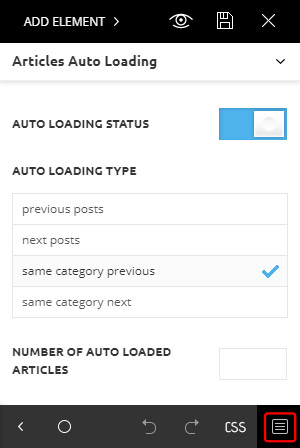 ADD ELEMENT
Articles Auto Loading
AUTO LOADING STATUS
AUTO LOADING TYPE
previous posts
next posts
same category previous
same category next
NUMBER OF AUTO LOADED
ARTICLES
CSS